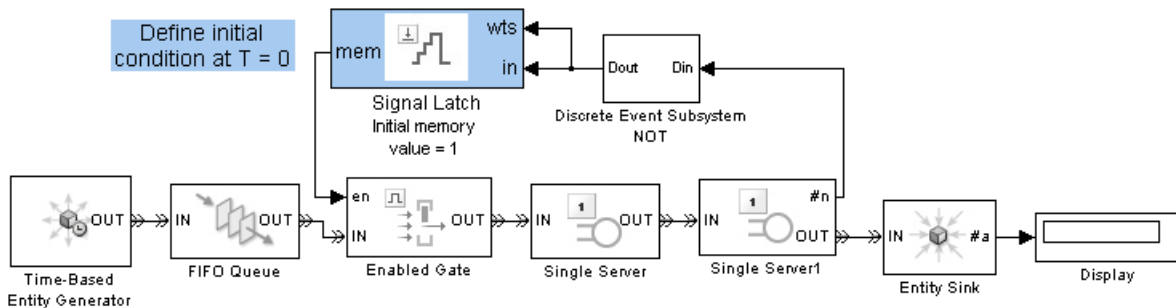 Define initial
condition at T = 0
mem
wts
in
Signal Latch
Initial memory
value = 1
Dout
Din
Discrete Event Subsystem
NOT
OUT
Time-Based
Entity Generator
IN
OUT
FIFO Queue
en
IN
OUT
Enabled Gate
IN
1
OUT
Single Server
IN
1
#n
OUT
Single Server1
IN
#a
Entity Sink
Display